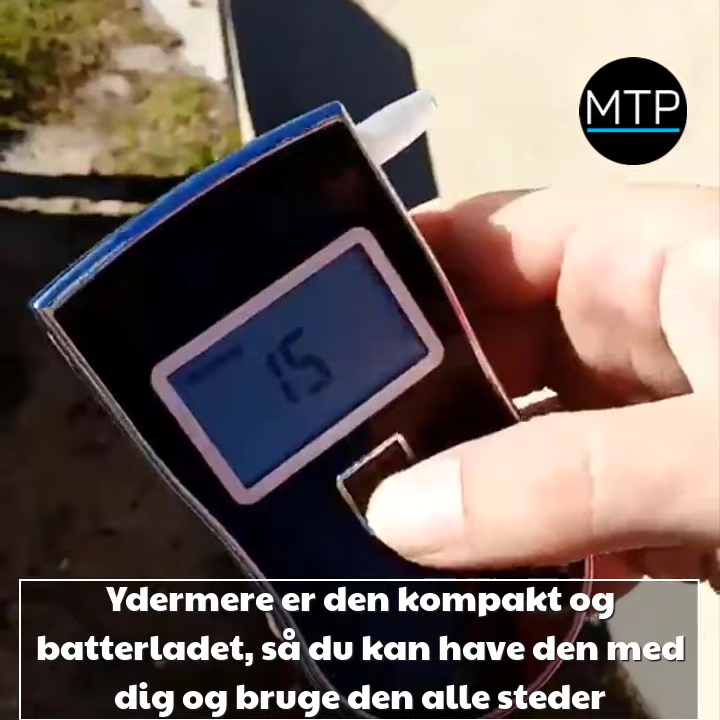 MTP
15
Ydermere er den kompakt og
batterladet, så du kan have den med
dig og bruge den alle steder